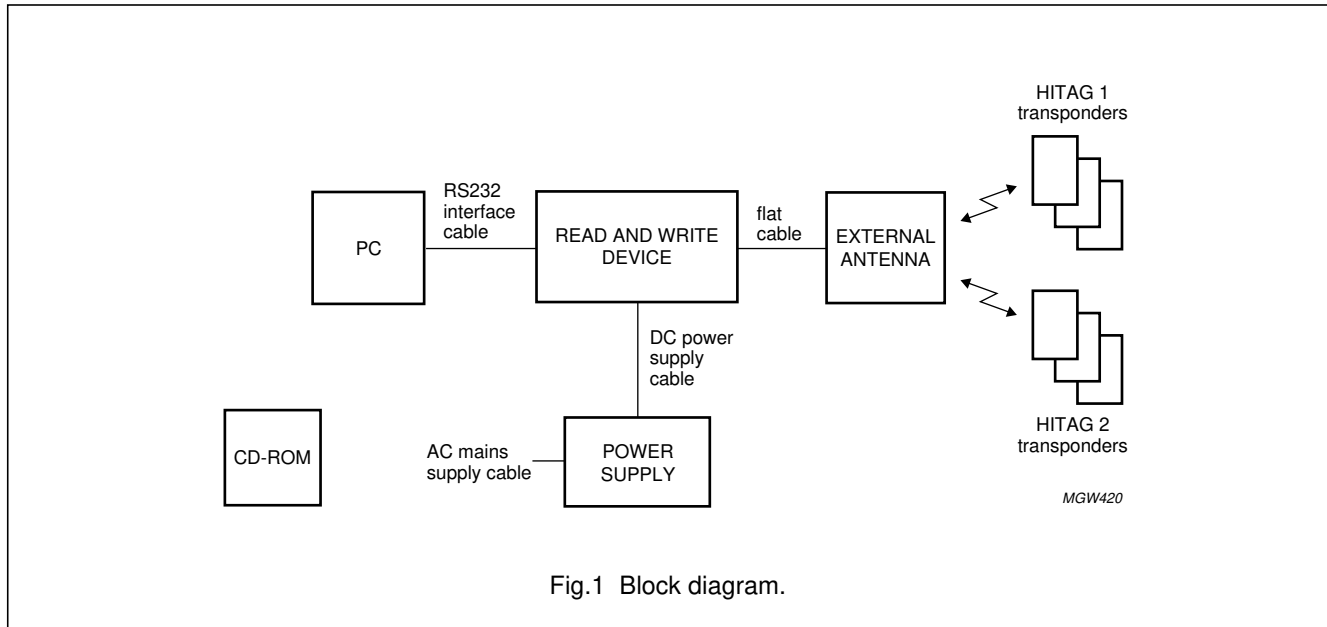 HITAG 1
transponders
RS232
interface
cable
flat
cable
PC
READ AND WRITE
DEVICE
EXTERNAL
ANTENNA
DC power
supply
cable
HITAG 2
transponders
CD-ROM
AC mains
supply cable
POWER
SUPPLY
MGW420
Fig.1 Block diagram.